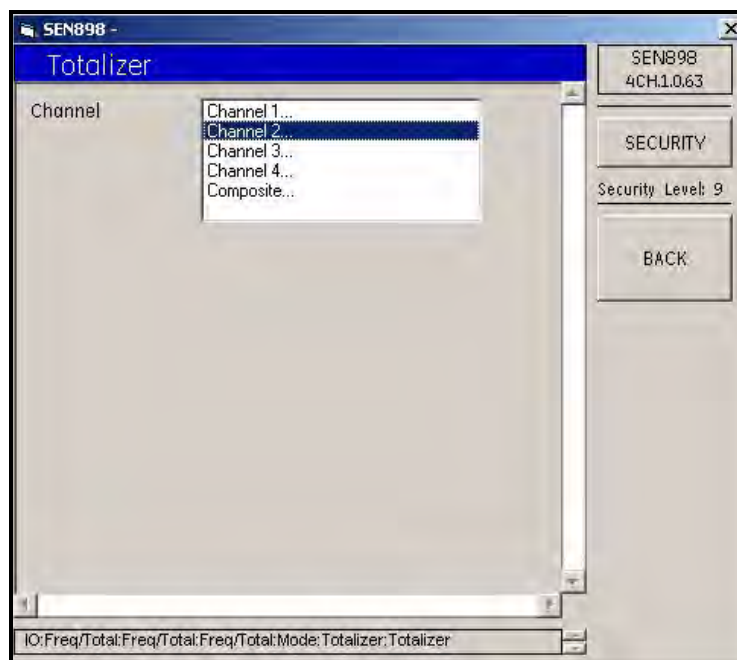 SEN898 -
Totalizer
Channel
Channel 1...
Channel 2...
Channel 3...
Channel 4...
Composite...
SEN898
4CH.1.0.63
SECURITY
Security Level: 9
BACK
IO:Freq/Total:Freq/Total:Freq/Total:Mode:Totalizer:Totalizer